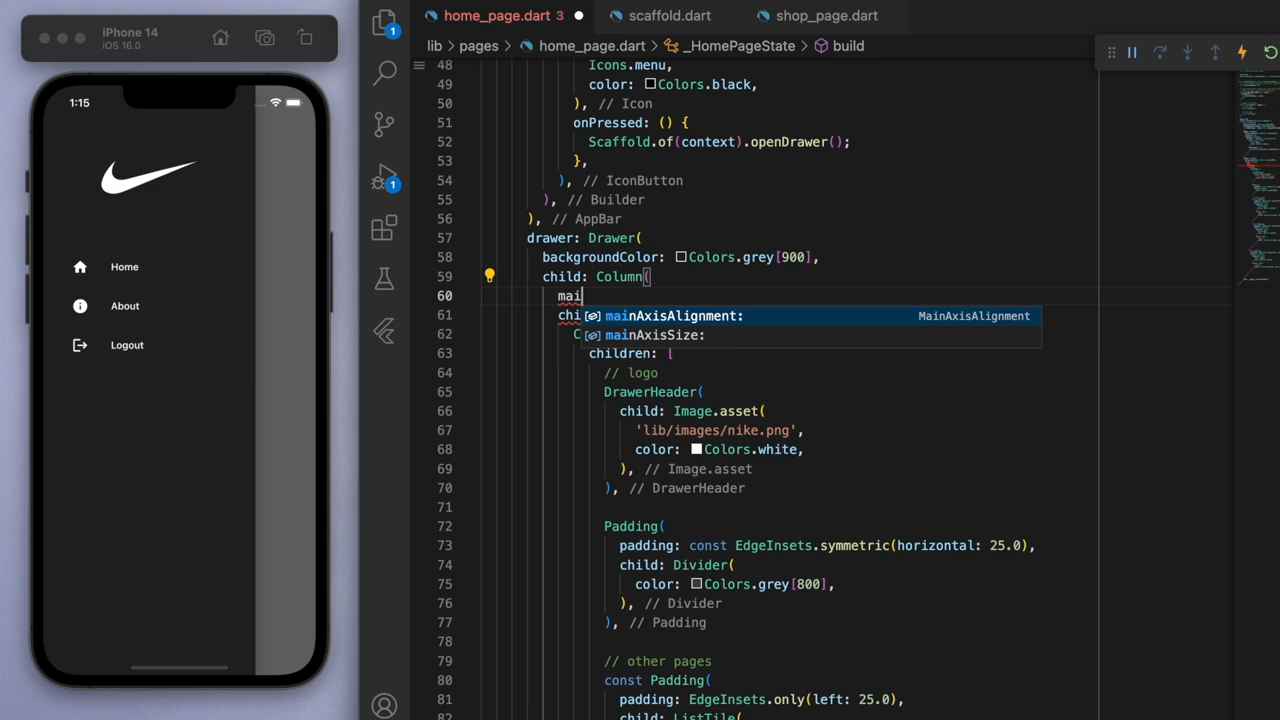 iPhone 14
iOS 16.0
1:15
Home
About
Logout
1
1
home_page.dart 3
scaffold.dart
shop_page.dart
lib > pages > home_page.dart > _HomePageState > build
48 Icons.menu,
49 color: Colors.black,
50 ), // Icon
51 onPressed: () {
52 Scaffold.of(context).openDrawer();
53 },
54 ), // IconButton
55 ), // Builder
56 ), // AppBar
57 drawer: Drawer(
58 backgroundColor: Colors.grey[900],
59 child: Column(
60 mai
mainAxisAlignment: MainAxisAlignment
mainAxisSize:
61 chi
62 C
63 children: [
64 // logo
65 DrawerHeader(
66 child: Image.asset(
67 'lib/images/nike.png',
68 color: Colors.white,
69 ), // Image.asset
70 ), // DrawerHeader
71
72 Padding(
73 padding: const EdgeInsets.symmetric(horizontal: 25.0),
74 child: Divider(
75 color: Colors.grey[800],
76 ), // Divider
77 ), // Padding
78
79 // other pages
80 const Padding(
81 padding: EdgeInsets.only(left: 25.0),
82 child: ListTile(